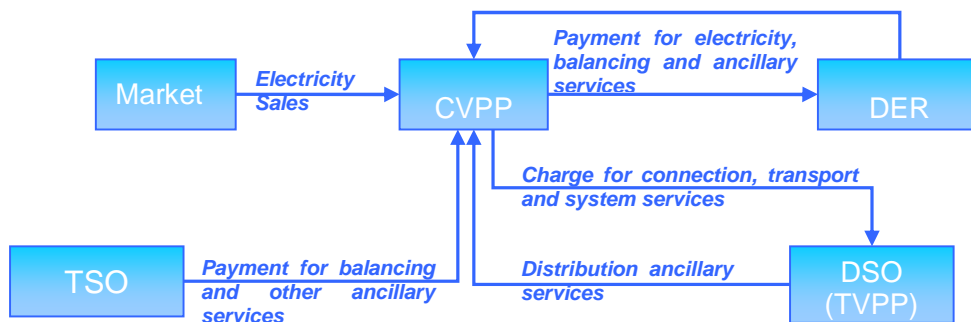 Market
Electricity
Sales
CVPP
Payment for electricity,
balancing and ancillary
services
DER
Charge for connection, transport
and system services
TSO
Payment for balancing
and other ancillary
services
Distribution ancillary
services
DSO
(TVPP)